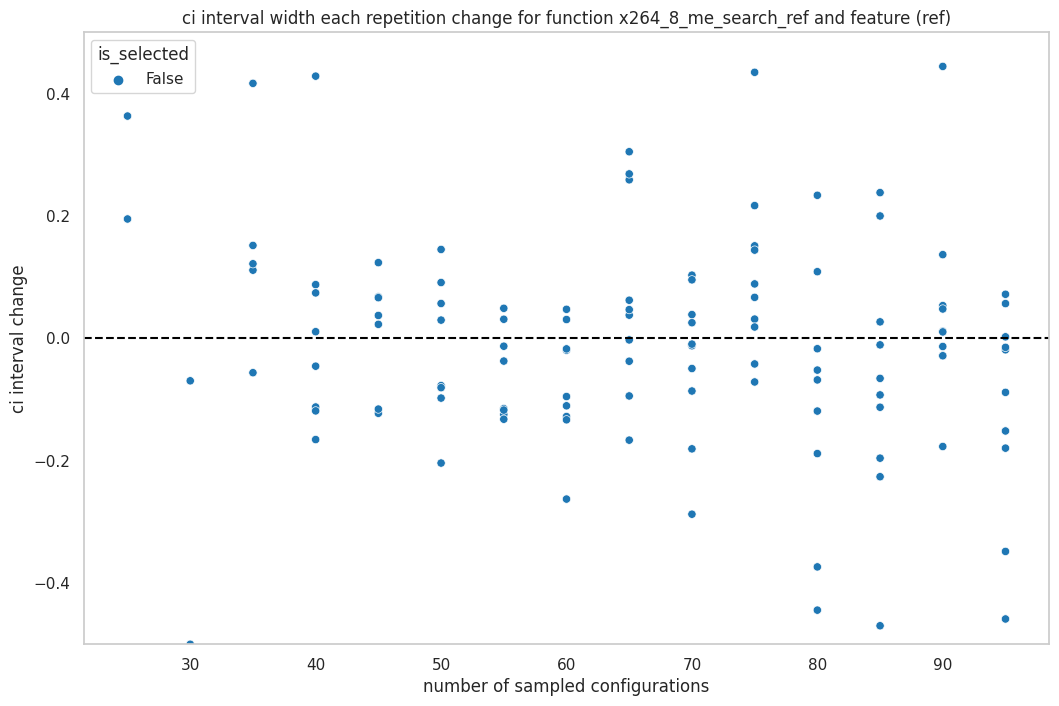 ci interval width each repetition change for function x264_8_me_search_ref and feature (ref)
is_selected
False
ci interval change
0.4
0.2
0.0
−0.2
−0.4
30 40 50 60 70 80 90
number of sampled configurations